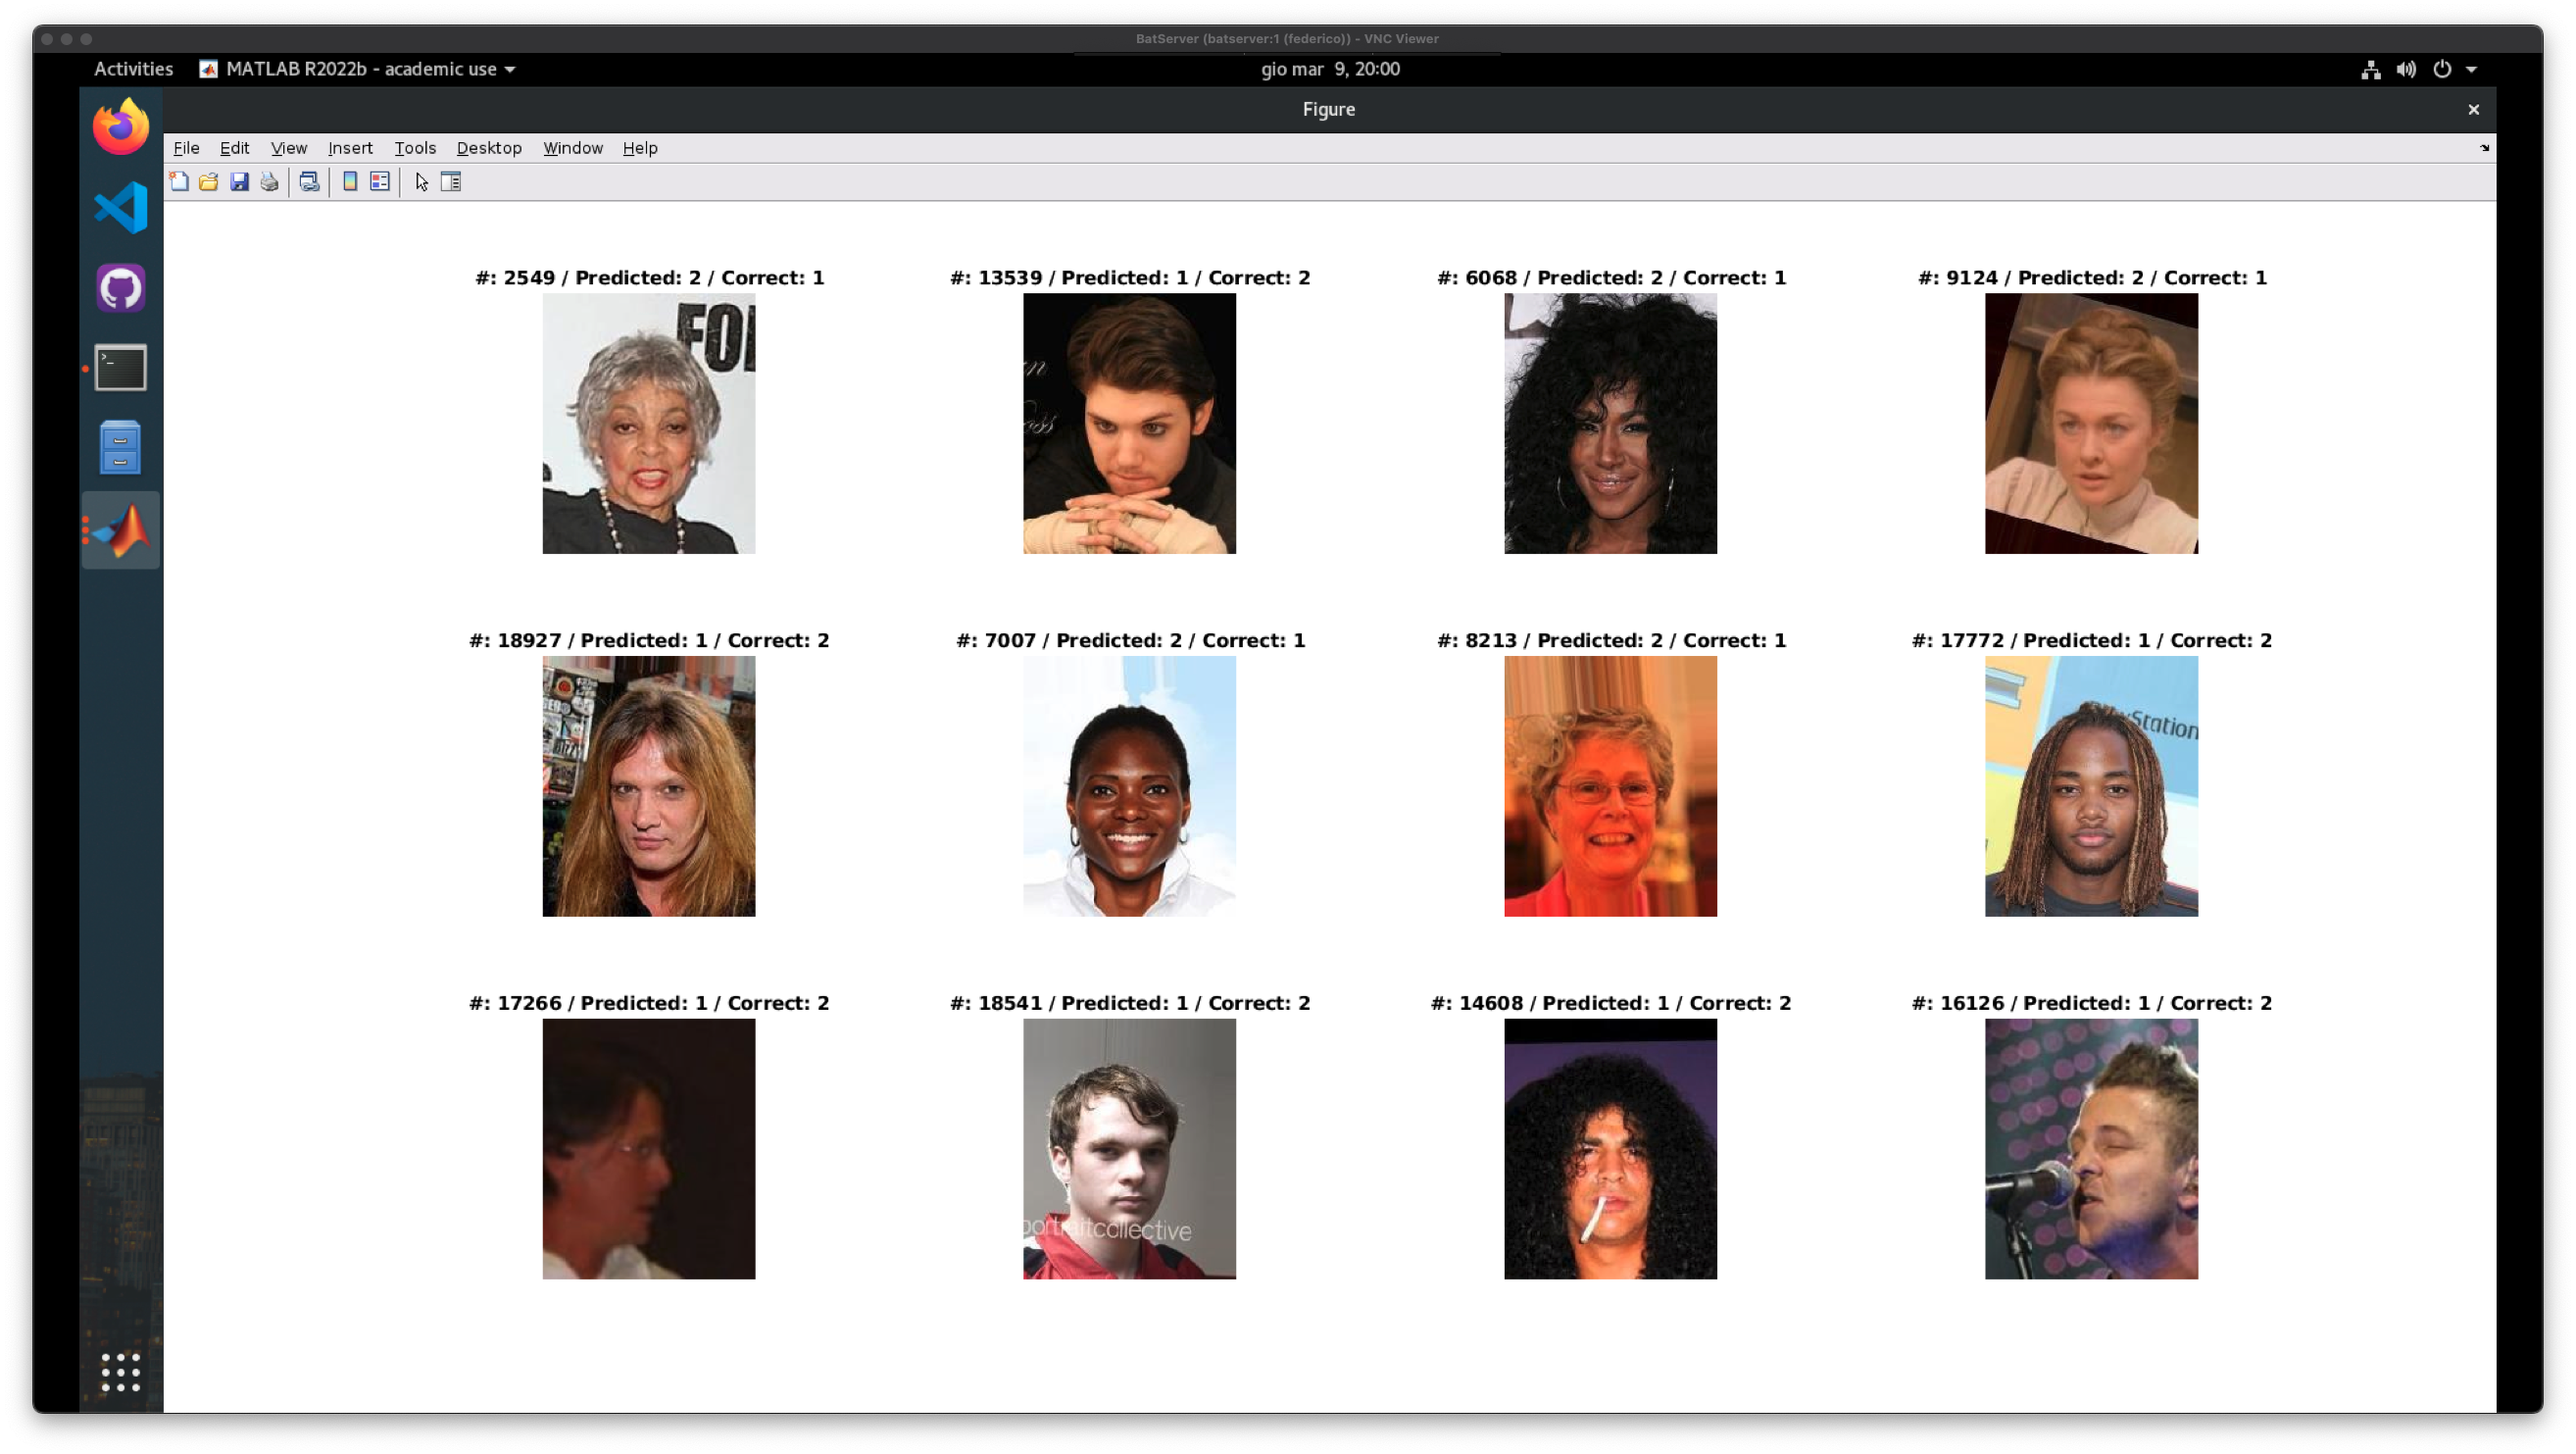 BatServer (batserver:1 (federico)) - VNC Viewer
Activities MATLAB R2022b - academic use gio mar 9, 20:00
Figure
File Edit View Insert Tools Desktop Window Help
#: 2549 / Predicted: 2 / Correct: 1
#: 13539 / Predicted: 1 / Correct: 2
#: 6068 / Predicted: 2 / Correct: 1
#: 9124 / Predicted: 2 / Correct: 1
FO
#: 18927 / Predicted: 1 / Correct: 2
#: 7007 / Predicted: 2 / Correct: 1
#: 8213 / Predicted: 2 / Correct: 1
#: 17772 / Predicted: 1 / Correct: 2
Station
#: 17266 / Predicted: 1 / Correct: 2
#: 18541 / Predicted: 1 / Correct: 2
#: 14608 / Predicted: 1 / Correct: 2
#: 16126 / Predicted: 1 / Correct: 2
portraitcollective